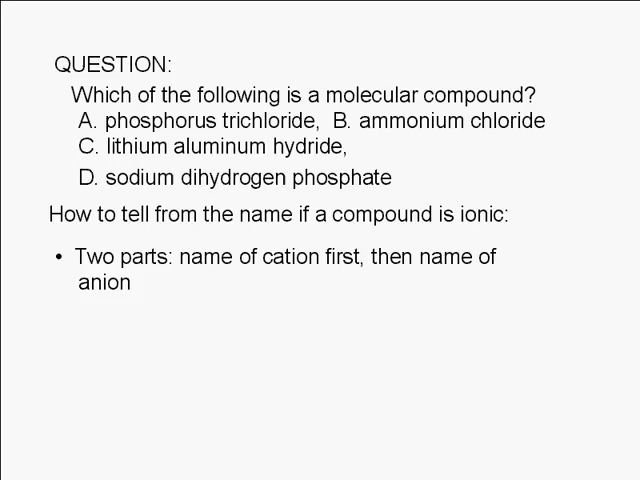 QUESTION:
Which of the following is a molecular compound?
A. phosphorus trichloride, B. ammonium chloride
C. lithium aluminum hydride,
D. sodium dihydrogen phosphate
How to tell from the name if a compound is ionic:
• Two parts: name of cation first, then name of
anion